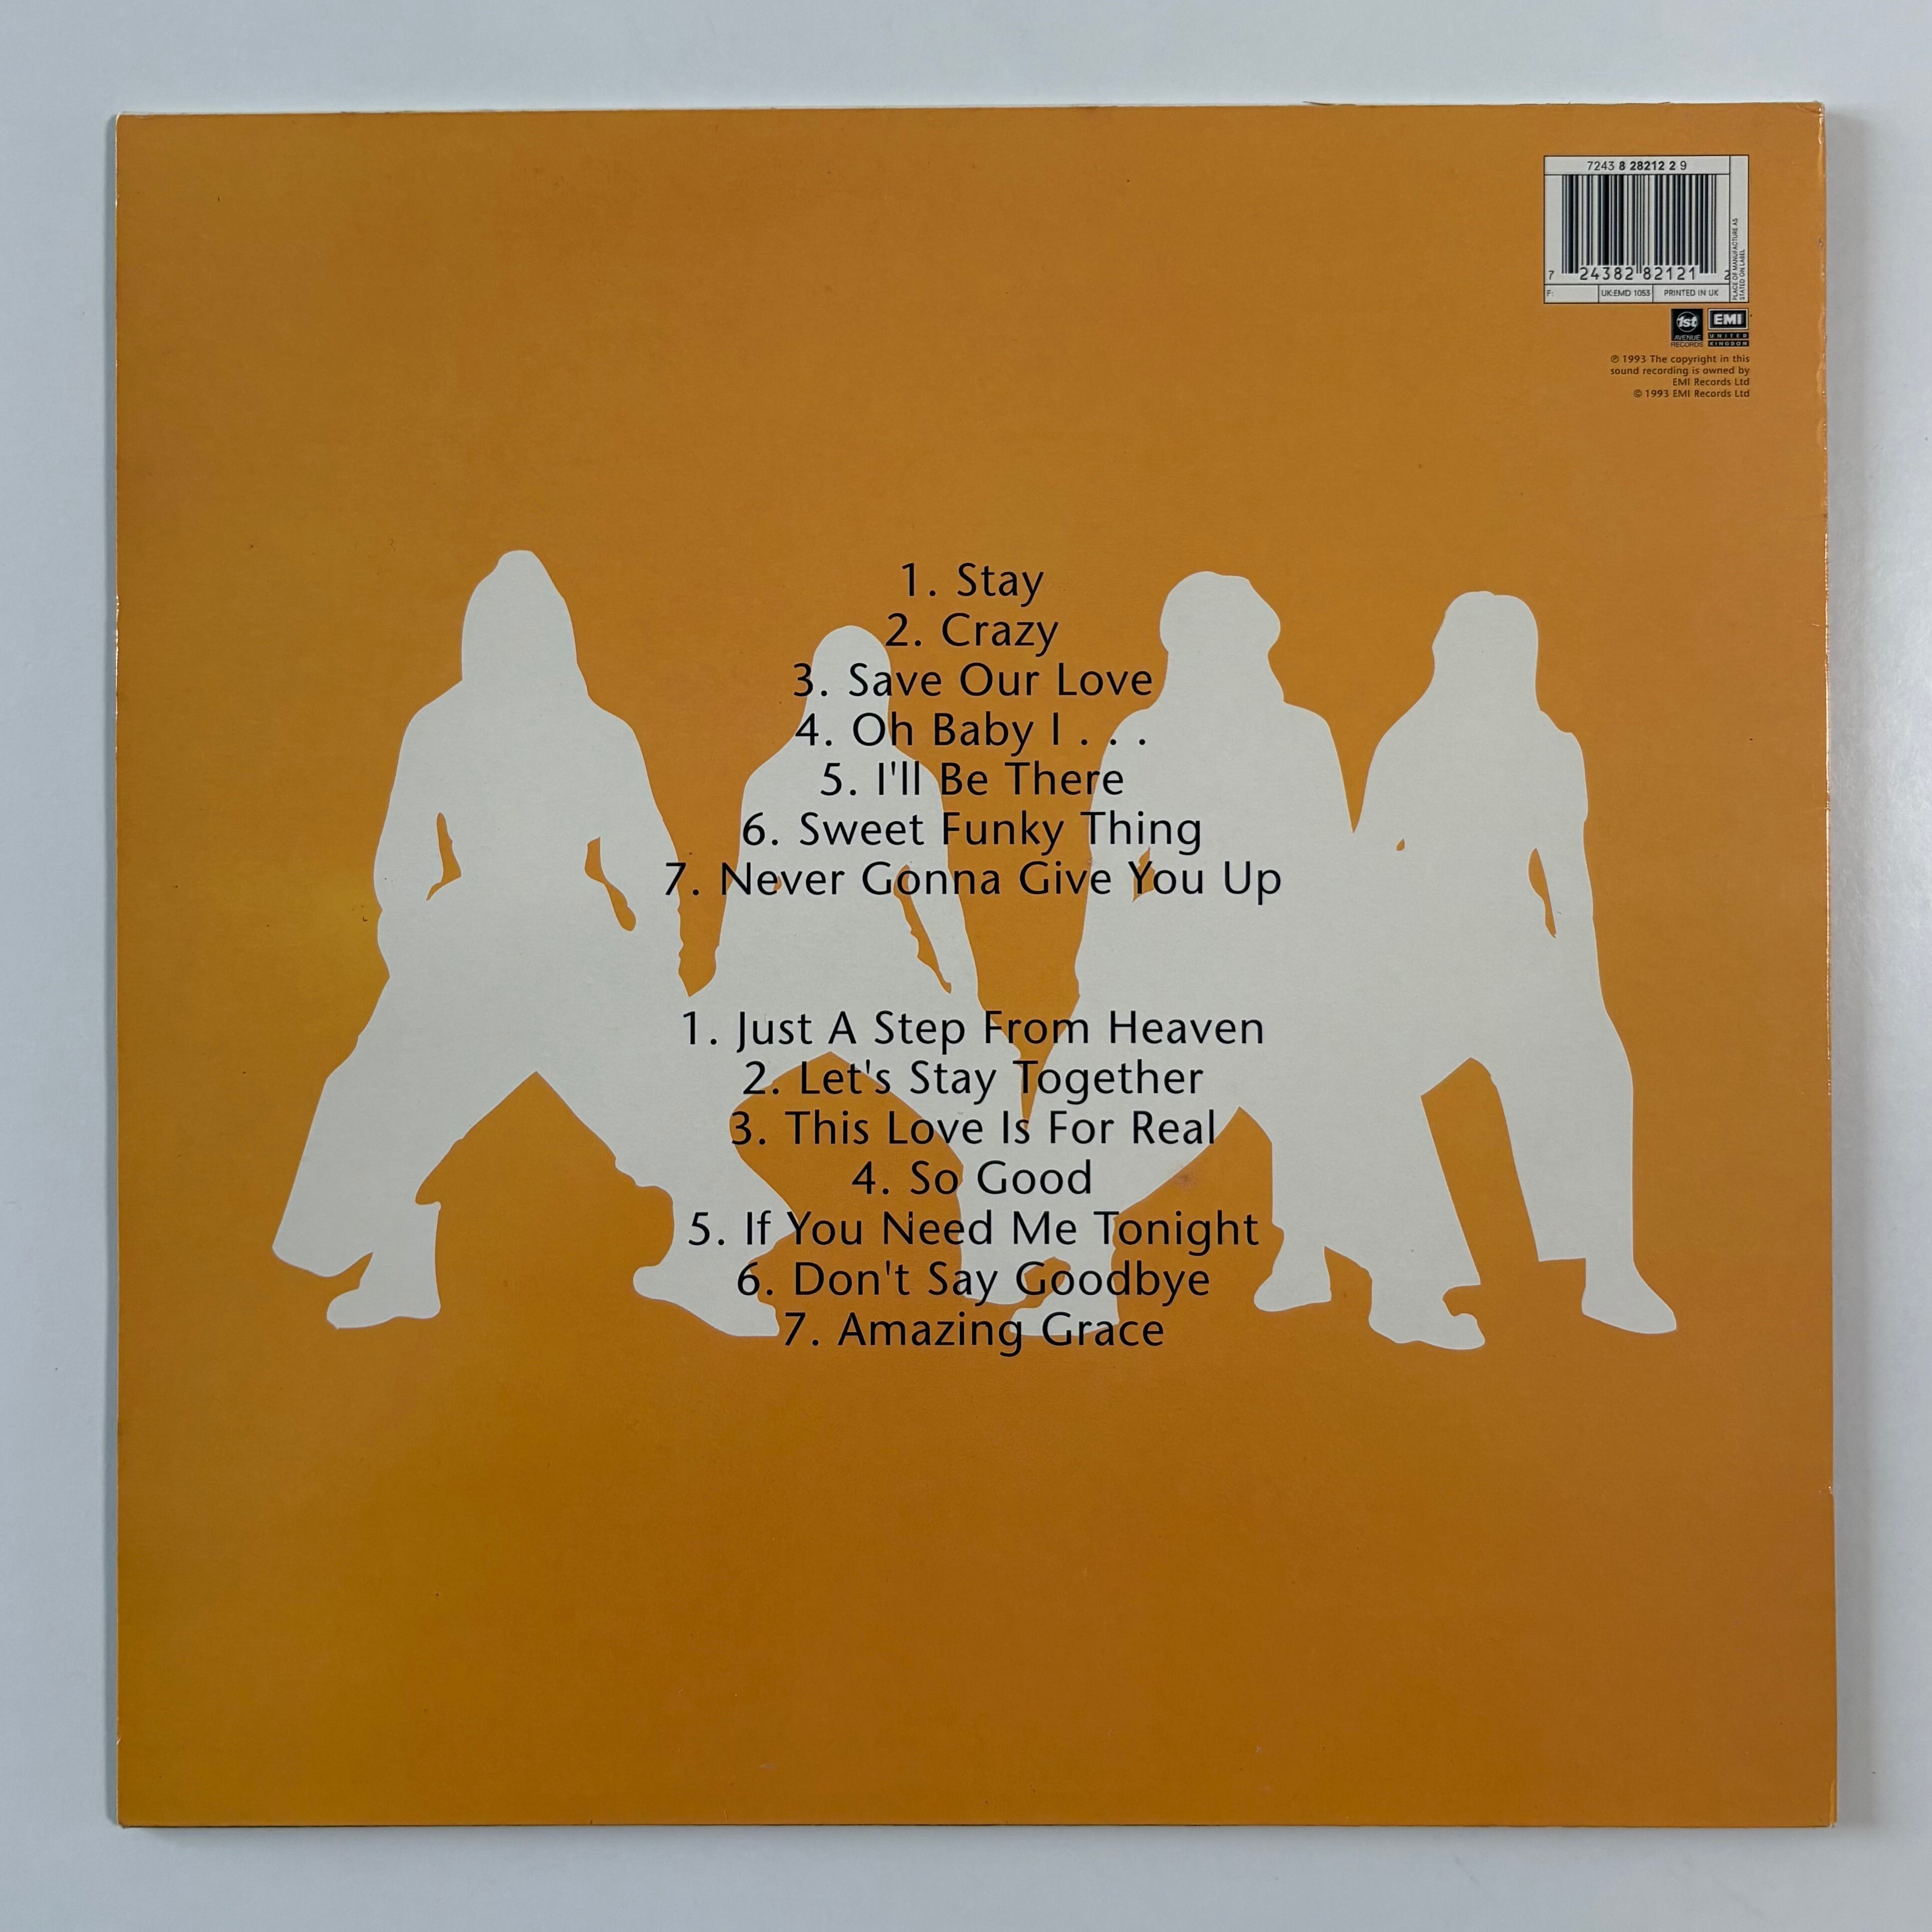 7243 8 28212 2 9
7 24382 82121 2
PLACE OF MANUFACTURE AS
STATED ON LABEL
F:
UK:EMD 1053
PRINTED IN UK
1st
AVENUE
RECORDS
EMI
UNITED
KINGDOM
℗ 1993 The copyright in this
sound recording is owned by
EMI Records Ltd
© 1993 EMI Records Ltd
1. Stay
2. Crazy
3. Save Our Love
4. Oh Baby I . . .
5. I'll Be There
6. Sweet Funky Thing
7. Never Gonna Give You Up
1. Just A Step From Heaven
2. Let's Stay Together
3. This Love Is For Real
4. So Good
5. If You Need Me Tonight
6. Don't Say Goodbye
7. Amazing Grace